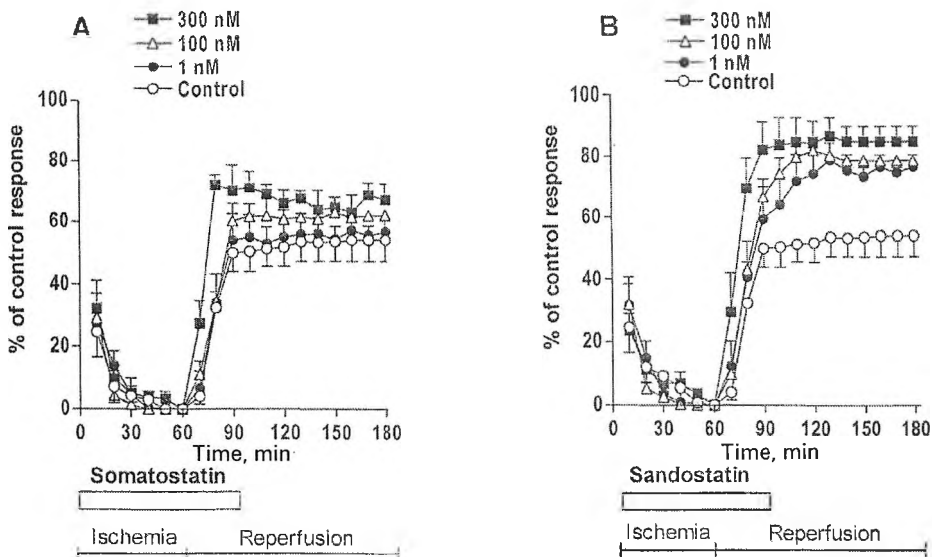 A
300 nM
100 nM
1 nM
Control
% of control response
100
80
60
40
20
0
0 30 60 90 120 150 180
Time, min
Somatostatin
Ischemia Reperfusion
B
300 nM
100 nM
1 nM
Control
% of control response
100
80
60
40
20
0
0 30 60 90 120 150 180
Time, min
Sandostatin
Ischemia Reperfusion